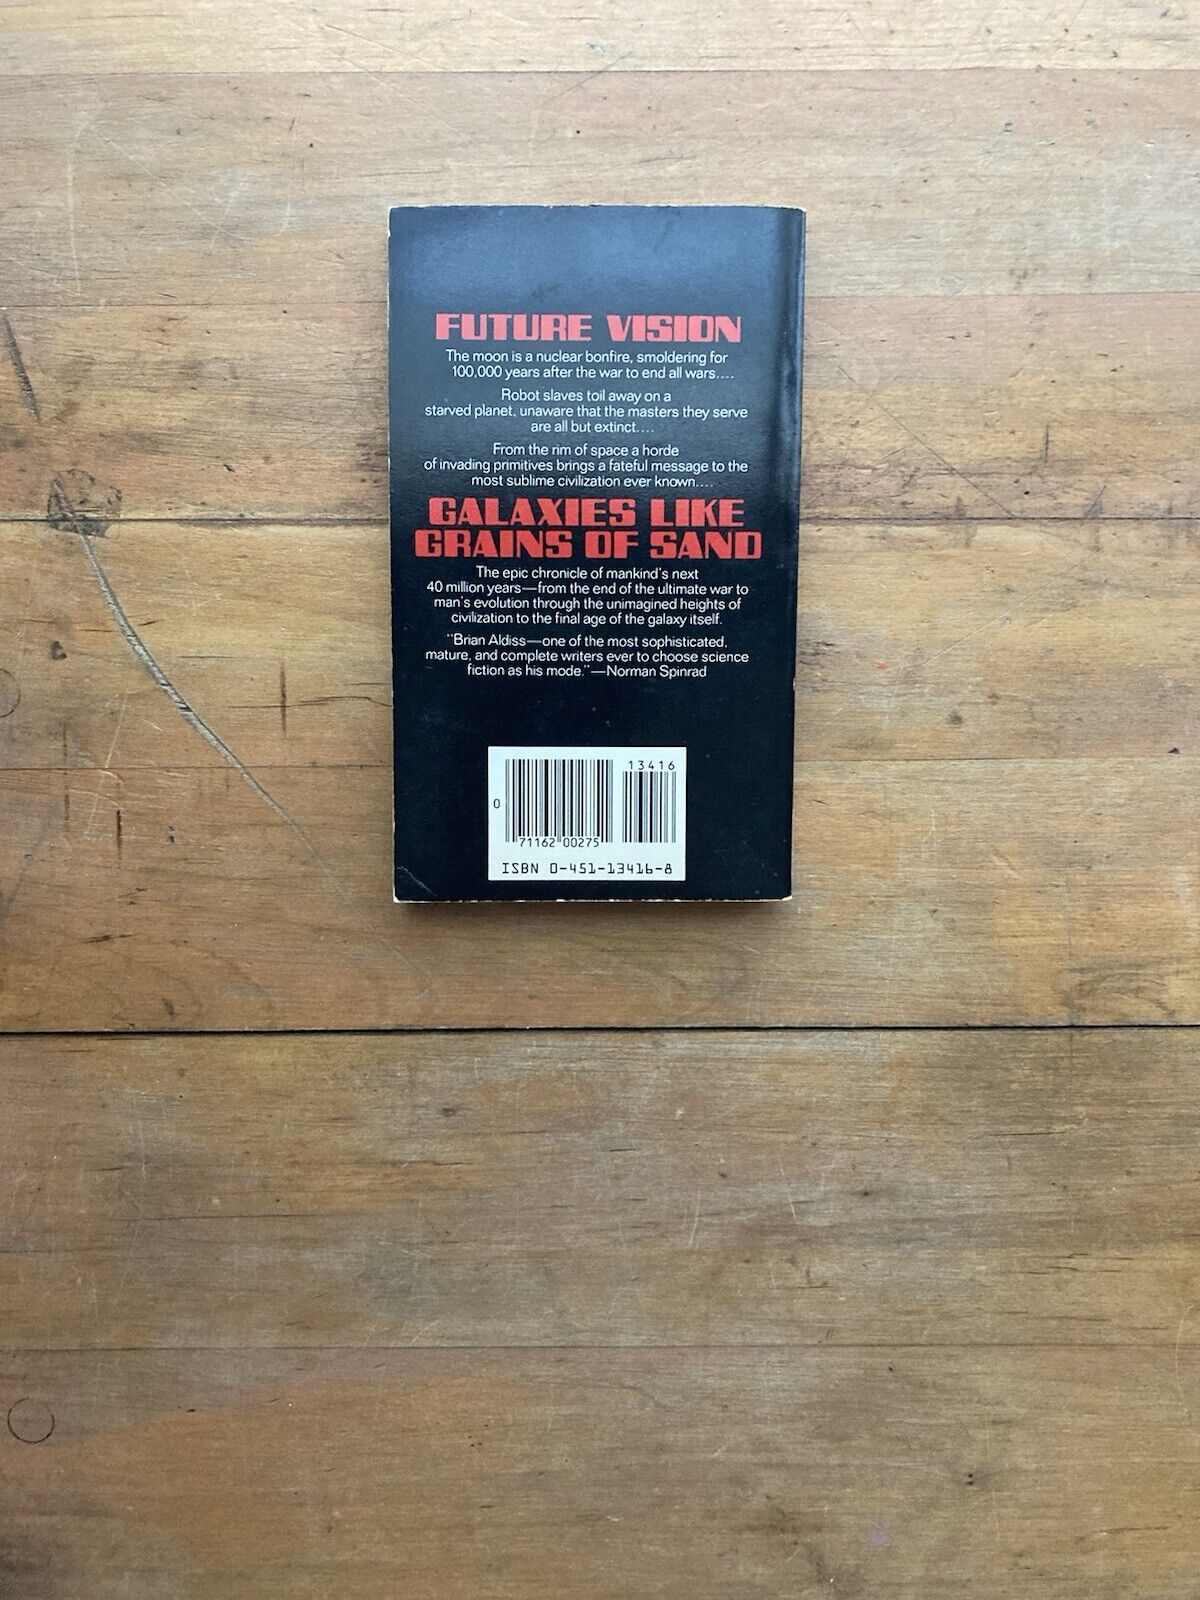 FUTURE VISION
The moon is a nuclear bonfire, smoldering for
100,000 years after the war to end all wars....
Robot slaves toil away on a
starved planet, unaware that the masters they serve
are all but extinct....
From the rim of space a horde
of invading primitives brings a fateful message to the
most sublime civilization ever known....
GALAXIES LIKE
GRAINS OF SAND
The epic chronicle of mankind's next
40 million years—from the end of the ultimate war to
man's evolution through the unimagined heights of
civilization to the final age of the galaxy itself.
"Brian Aldiss—one of the most sophisticated,
mature, and complete writers ever to choose science
fiction as his mode."—Norman Spinrad
13416
0
71162 00275
ISBN 0-451-13416-8